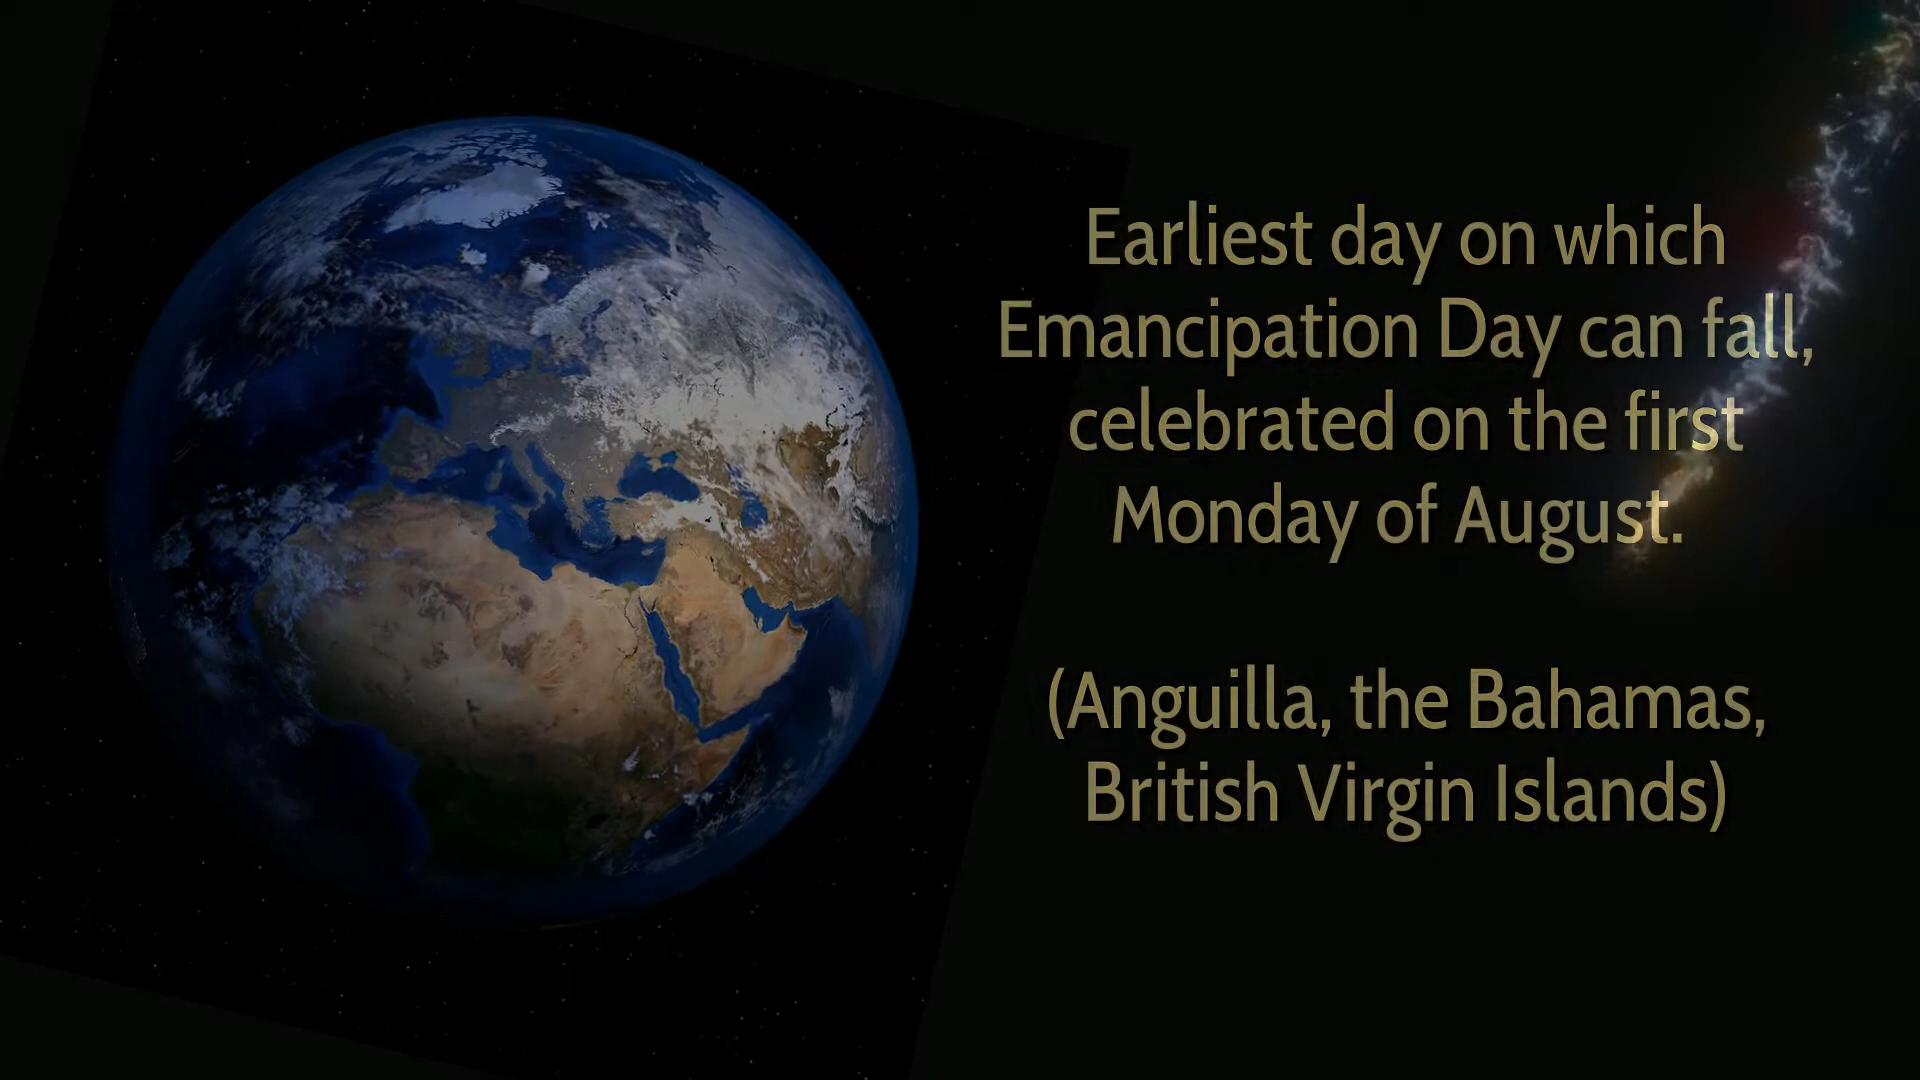 Earliest day on which
Emancipation Day can fall,
celebrated on the first
Monday of August.
(Anguilla, the Bahamas,
British Virgin Islands)